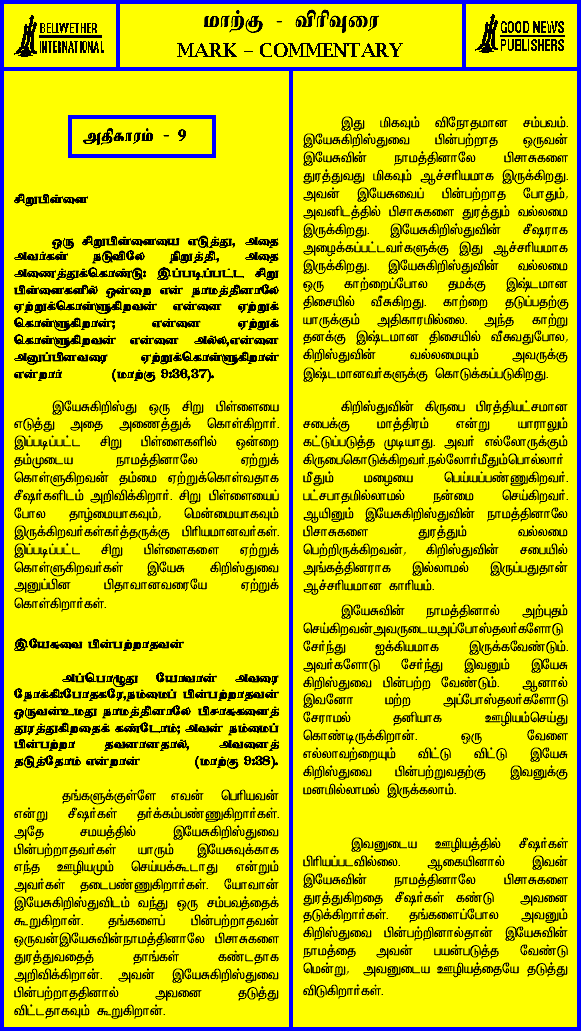 BELLWETHER
INTERNATIONAL
மாற்கு - விரிவுரை
MARK – COMMENTARY
GOOD NEWS
PUBLISHERS
அதிகாரம் - 9
சிறுபிள்ளை
ஒரு சிறுபிள்ளையை எடுத்து, அதை
அவர்கள் நடுவிலே நிறுத்தி, அதை
அணைத்துக்கொண்டு: இப்படிப்பட்ட சிறு
பிள்ளைகளில் ஒன்றை என் நாமத்தினாலே
ஏற்றுக்கொள்ளுகிறவன் என்னை ஏற்றுக்
கொள்ளுகிறான்; என்னை ஏற்றுக்
கொள்ளுகிறவன் என்னை அல்ல,என்னை
அனுப்பினவரை ஏற்றுக்கொள்ளுகிறான்
என்றார் (மாற்கு 9:36,37).
இயேசுகிறிஸ்து ஒரு சிறு பிள்ளையை
எடுத்து அதை அணைத்துக் கொள்கிறார்.
இப்படிப்பட்ட சிறு பிள்ளைகளில் ஒன்றை
தம்முடைய நாமத்தினாலே ஏற்றுக்
கொள்ளுகிறவன் தம்மை ஏற்றுக்கொள்வதாக
சீஷர்களிடம் அறிவிக்கிறார். சிறு பிள்ளையைப்
போல தாழ்மையாகவும், மென்மையாகவும்
இருக்கிறவர்கள்கர்த்தருக்கு பிரியமானவர்கள்.
இப்படிப்பட்ட சிறு பிள்ளைகளை ஏற்றுக்
கொள்ளுகிறவர்கள் இயேசு கிறிஸ்துவை
அனுப்பின பிதாவானவரையே ஏற்றுக்
கொள்கிறார்கள்.
இயேசுவை பின்பற்றாதவன்
அப்பொழுது யோவான் அவரை
நோக்கி:போதகரே,நம்மைப் பின்பற்றாதவன்
ஒருவன்உமது நாமத்தினாலே பிசாசுகளைத்
துரத்துகிறதைக் கண்டோம்; அவன் நம்மைப்
பின்பற்றா தவனானதால், அவனைத்
தடுத்தோம் என்றான் (மாற்கு 9:38).
தங்களுக்குள்ளே எவன் பெரியவன்
என்று சீஷர்கள் தர்க்கம்பண்ணுகிறார்கள்.
அதே சமயத்தில் இயேசுகிறிஸ்துவை
பின்பற்றாதவர்கள் யாரும் இயேசுவுக்காக
எந்த ஊழியமும் செய்யக்கூடாது என்றும்
அவர்கள் தடைபண்ணுகிறார்கள். யோவான்
இயேசுகிறிஸ்துவிடம் வந்து ஒரு சம்பவத்தைக்
கூறுகிறான். தங்களைப் பின்பற்றாதவன்
ஒருவன்இயேசுவின்நாமத்தினாலே பிசாசுகளை
துரத்துவதைத் தாங்கள் கண்டதாக
அறிவிக்கிறான். அவன் இயேசுகிறிஸ்துவை
பின்பற்றாததினால் அவனை தடுத்து
விட்டதாகவும் கூறுகிறான்.
இது மிகவும் விநோதமான சம்பவம்.
இயேசுகிறிஸ்துவை பின்பற்றாத ஒருவன்
இயேசுவின் நாமத்தினாலே பிசாசுகளை
துரத்துவது மிகவும் ஆச்சரியமாக இருக்கிறது.
அவன் இயேசுவைப் பின்பற்றாத போதும்,
அவனிடத்தில் பிசாசுகளை துரத்தும் வல்லமை
இருக்கிறது. இயேசுகிறிஸ்துவின் சீஷராக
அழைக்கப்பட்டவர்களுக்கு இது ஆச்சரியமாக
இருக்கிறது. இயேசுகிறிஸ்துவின் வல்லமை
ஒரு காற்றைப்போல தமக்கு இஷ்டமான
திசையில் வீசுகிறது. காற்றை தடுப்பதற்கு
யாருக்கும் அதிகாரமில்லை. அந்த காற்று
தனக்கு இஷ்டமான திசையில் வீசுவதுபோல,
கிறிஸ்துவின் வல்லமையும் அவருக்கு
இஷ்டமானவர்களுக்கு கொடுக்கப்படுகிறது.
கிறிஸ்துவின் கிருபை பிரத்தியட்சமான
சபைக்கு மாத்திரம் என்று யாராலும்
கட்டுப்படுத்த முடியாது. அவர் எல்லோருக்கும்
கிருபைகொடுக்கிறவர்.நல்லோர்மீதும்பொல்லார்
மீதும் மழையை பெய்யப்பண்ணுகிறவர்.
பட்சபாதமில்லாமல் நன்மை செய்கிறவர்.
ஆயினும் இயேசுகிறிஸ்துவின் நாமத்தினாலே
பிசாசுகளை துரத்தும் வல்லமை
பெற்றிருக்கிறவன், கிறிஸ்துவின் சபையில்
அங்கத்தினராக இல்லாமல் இருப்பதுதான்
ஆச்சரியமான காரியம்.
இயேசுவின் நாமத்தினால் அற்புதம்
செய்கிறவன்அவருடையஅப்போஸ்தலர்களோடு
சேர்ந்து ஐக்கியமாக இருக்கவேண்டும்.
அவர்களோடு சேர்ந்து இவனும் இயேசு
கிறிஸ்துவை பின்பற்ற வேண்டும். ஆனால்
இவனோ மற்ற அப்போஸ்தலர்களோடு
சேராமல் தனியாக ஊழியம்செய்து
கொண்டிருக்கிறான். ஒரு வேளை
எல்லாவற்றையும் விட்டு விட்டு இயேசு
கிறிஸ்துவை பின்பற்றுவதற்கு இவனுக்கு
மனமில்லாமல் இருக்கலாம்.
இவனுடைய ஊழியத்தில் சீஷர்கள்
பிரியப்படவில்லை. ஆகையினால் இவன்
இயேசுவின் நாமத்தினாலே பிசாசுகளை
துரத்துகிறதை சீஷர்கள் கண்டு அவனை
தடுக்கிறார்கள். தங்களைப்போல அவனும்
கிறிஸ்துவை பின்பற்றினால்தான் இயேசுவின்
நாமத்தை அவன் பயன்படுத்த வேண்டு
மென்று, அவனுடைய ஊழியத்தையே தடுத்து
விடுகிறார்கள்.